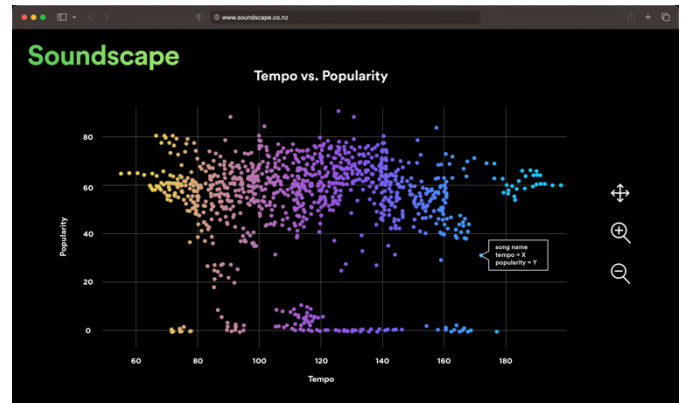 www.soundscape.co.nz
Soundscape
Tempo vs. Popularity
80
60
40
20
0
Popularity
song name
tempo = X
popularity = Y
60 80 100 120 140 160 180
Tempo